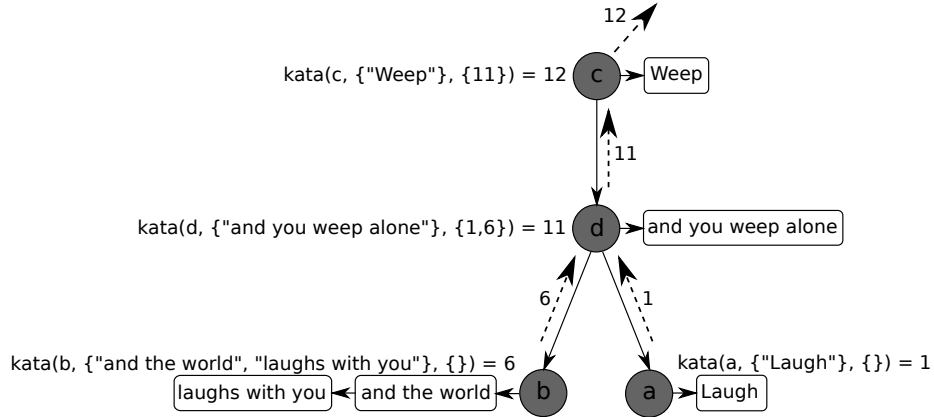 12
kata(c, {"Weep"}, {11}) = 12
c
Weep
11
kata(d, {"and you weep alone"}, {1,6}) = 11
d
and you weep alone
6
1
kata(b, {"and the world", "laughs with you"}, {}) = 6
kata(a, {"Laugh"}, {}) = 1
laughs with you
and the world
b
a
Laugh